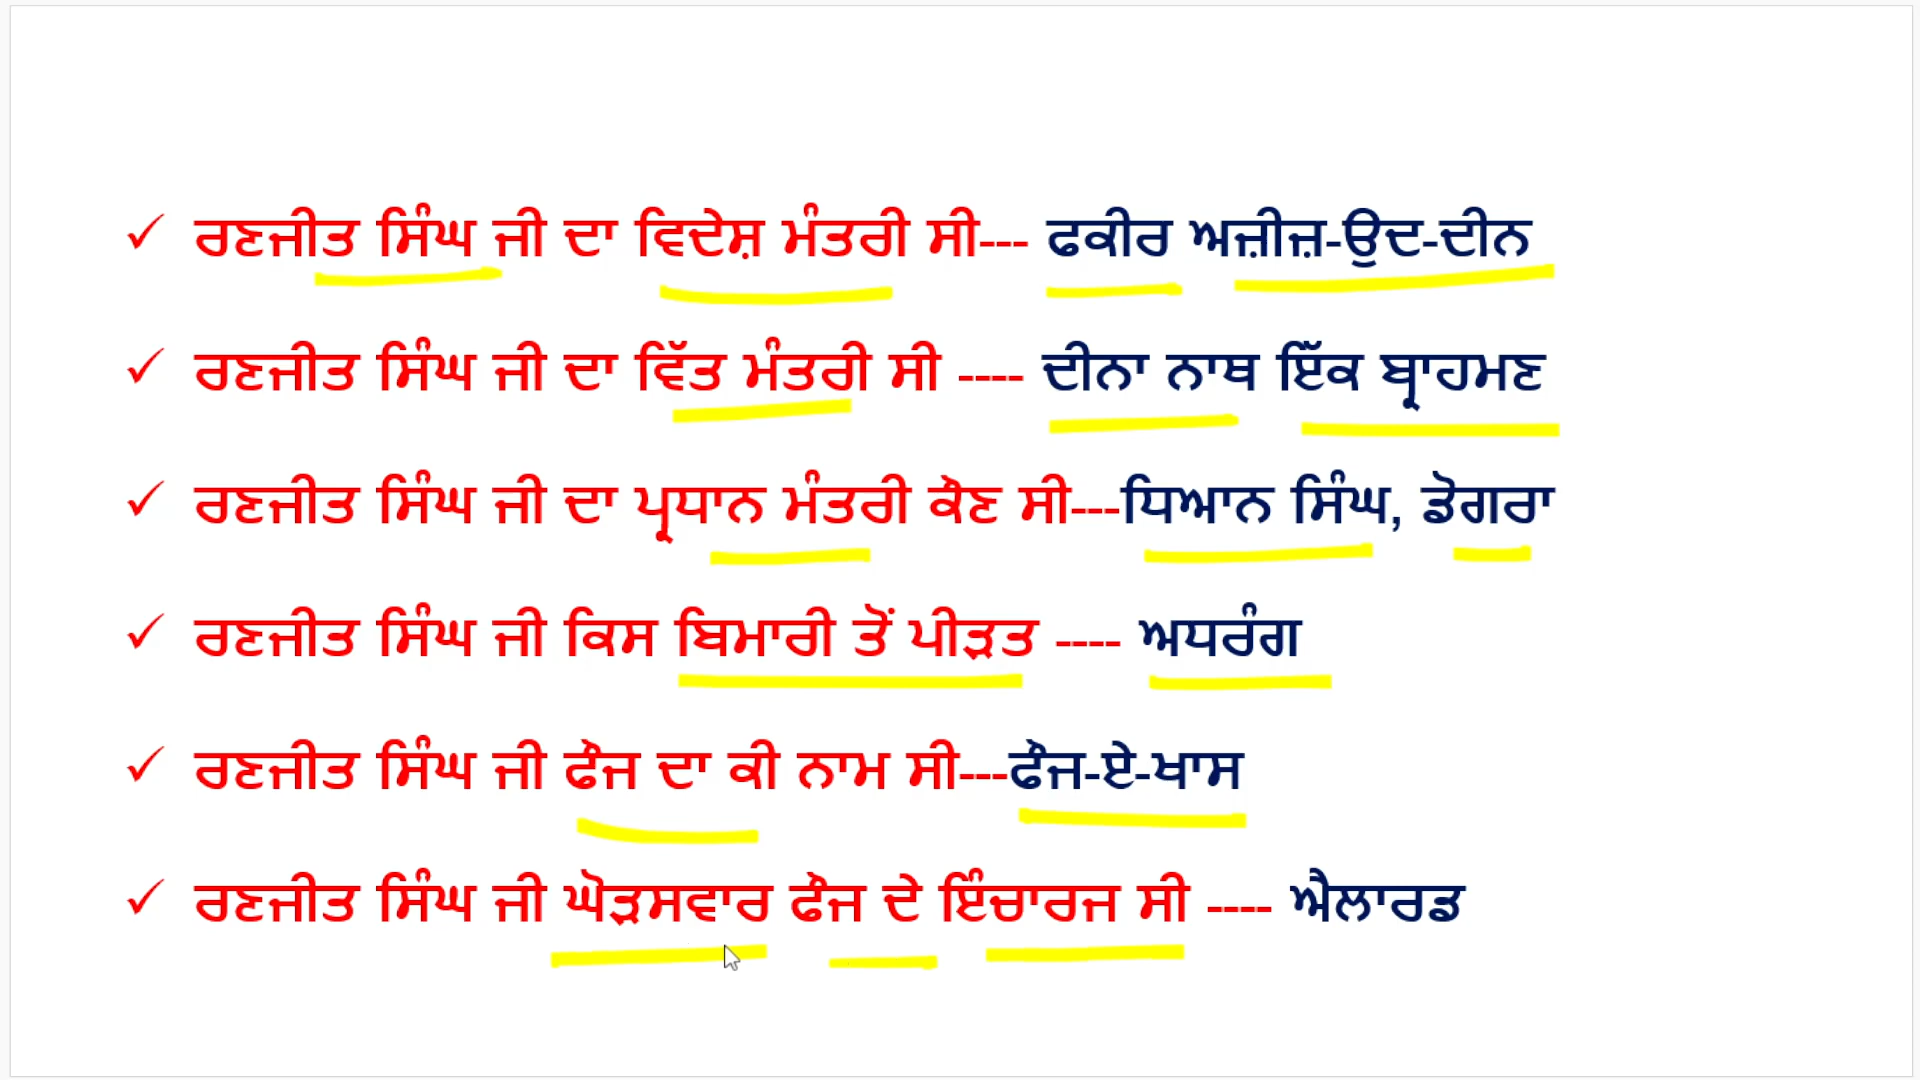 ✓ ਰਣਜੀਤ ਸਿੰਘ ਜੀ ਦਾ ਵਿਦੇਸ਼ ਮੰਤਰੀ ਸੀ--- ਫਕੀਰ ਅਜ਼ੀਜ਼-ਉਦ-ਦੀਨ
✓ ਰਣਜੀਤ ਸਿੰਘ ਜੀ ਦਾ ਵਿੱਤ ਮੰਤਰੀ ਸੀ ---- ਦੀਨਾ ਨਾਥ ਇੱਕ ਬ੍ਰਾਹਮਣ
✓ ਰਣਜੀਤ ਸਿੰਘ ਜੀ ਦਾ ਪ੍ਰਧਾਨ ਮੰਤਰੀ ਕੌਣ ਸੀ---ਧਿਆਨ ਸਿੰਘ, ਡੋਗਰਾ
✓ ਰਣਜੀਤ ਸਿੰਘ ਜੀ ਕਿਸ ਬਿਮਾਰੀ ਤੋਂ ਪੀੜਤ ---- ਅਧਰੰਗ
✓ ਰਣਜੀਤ ਸਿੰਘ ਜੀ ਫੌਜ ਦਾ ਕੀ ਨਾਮ ਸੀ---ਫੌਜ-ਏ-ਖਾਸ
✓ ਰਣਜੀਤ ਸਿੰਘ ਜੀ ਘੋੜਸਵਾਰ ਫੌਜ ਦੇ ਇੰਚਾਰਜ ਸੀ ---- ਐਲਾਰਡ